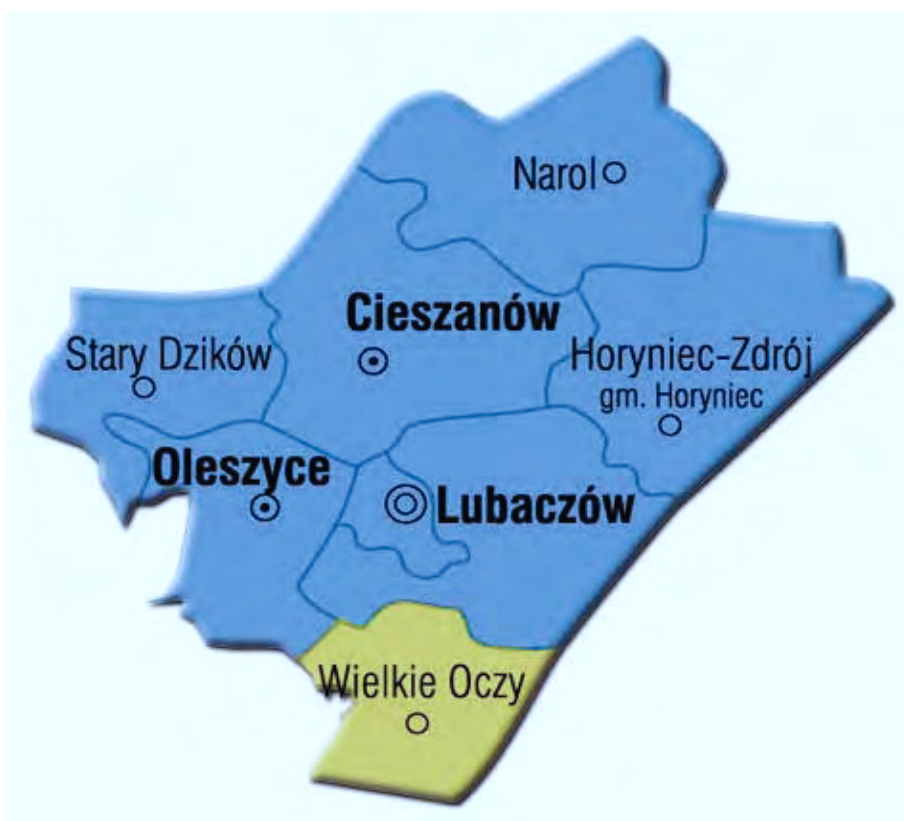 Narol
Cieszanów
Stary Dzików
Horyniec-Zdrój
gm. Horyniec
Oleszyce
Lubaczów
Wielkie Oczy